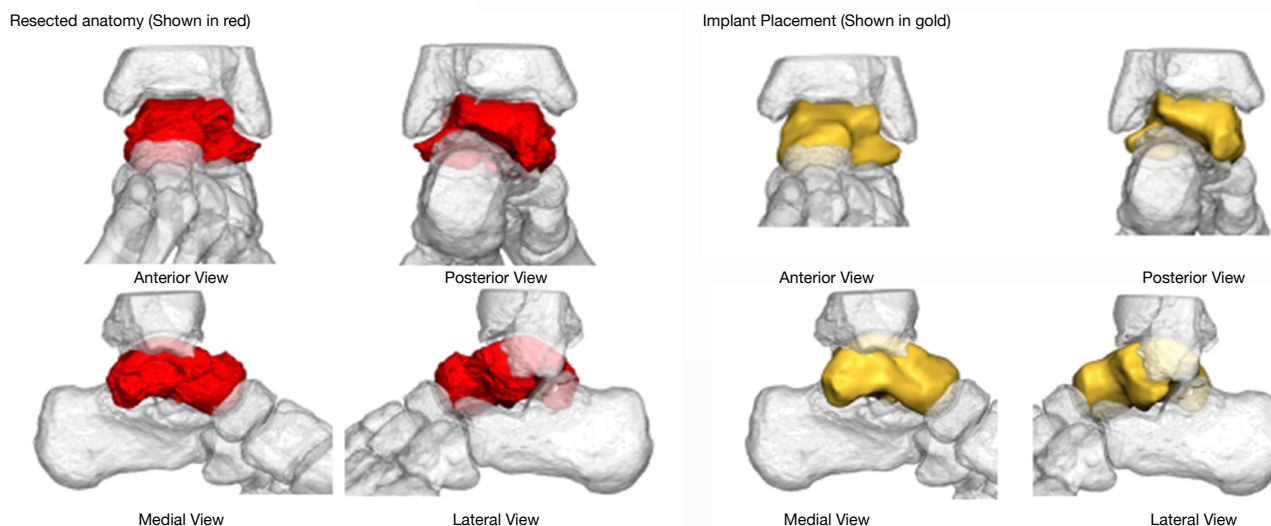 Resected anatomy (Shown in red)
Implant Placement (Shown in gold)
Anterior View
Posterior View
Anterior View
Posterior View
Medial View
Lateral View
Medial View
Lateral View